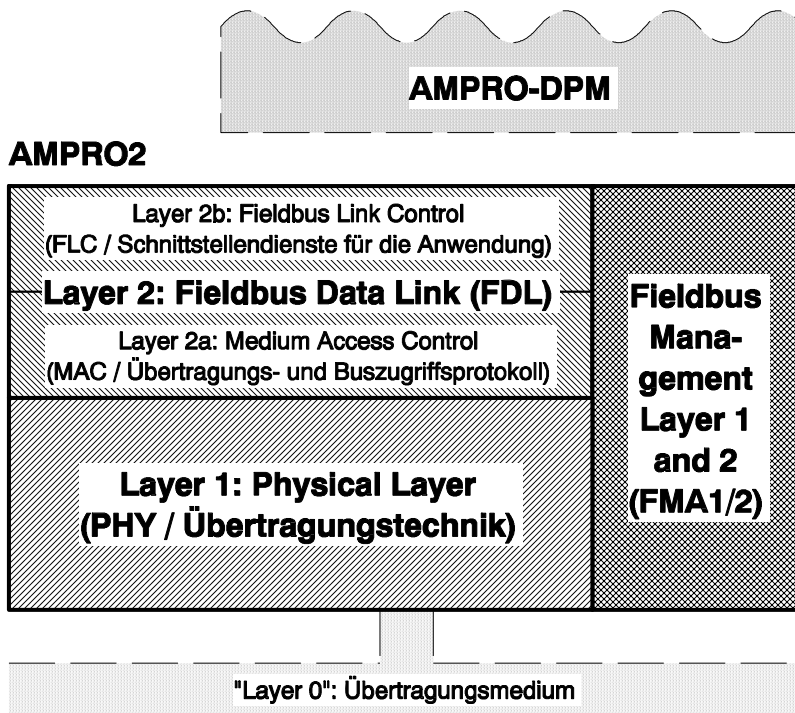 AMPRO-DPM
AMPRO2
Layer 2b: Fieldbus Link Control
(FLC / Schnittstellendienste für die Anwendung)
Layer 2: Fieldbus Data Link (FDL)
Layer 2a: Medium Access Control
(MAC / Übertragungs- und Buszugriffsprotokoll)
Layer 1: Physical Layer
(PHY / Übertragungstechnik)
Fieldbus
Mana-
gement
Layer 1
and 2
(FMA1/2)
"Layer 0": Übertragungsmedium